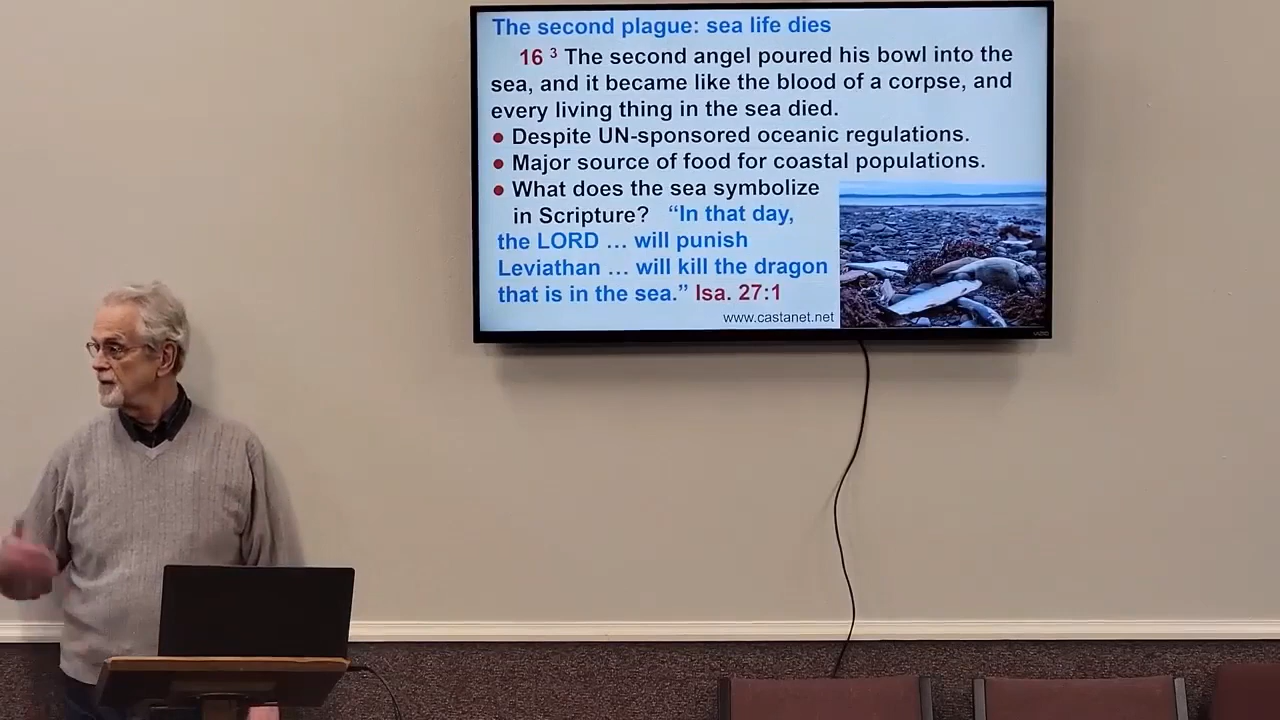 The second plague: sea life dies
16 3 The second angel poured his bowl into the
sea, and it became like the blood of a corpse, and
every living thing in the sea died.
• Despite UN-sponsored oceanic regulations.
• Major source of food for coastal populations.
• What does the sea symbolize
in Scripture? “In that day,
the LORD … will punish
Leviathan … will kill the dragon
that is in the sea.” Isa. 27:1
www.castanet.net
VIZIO